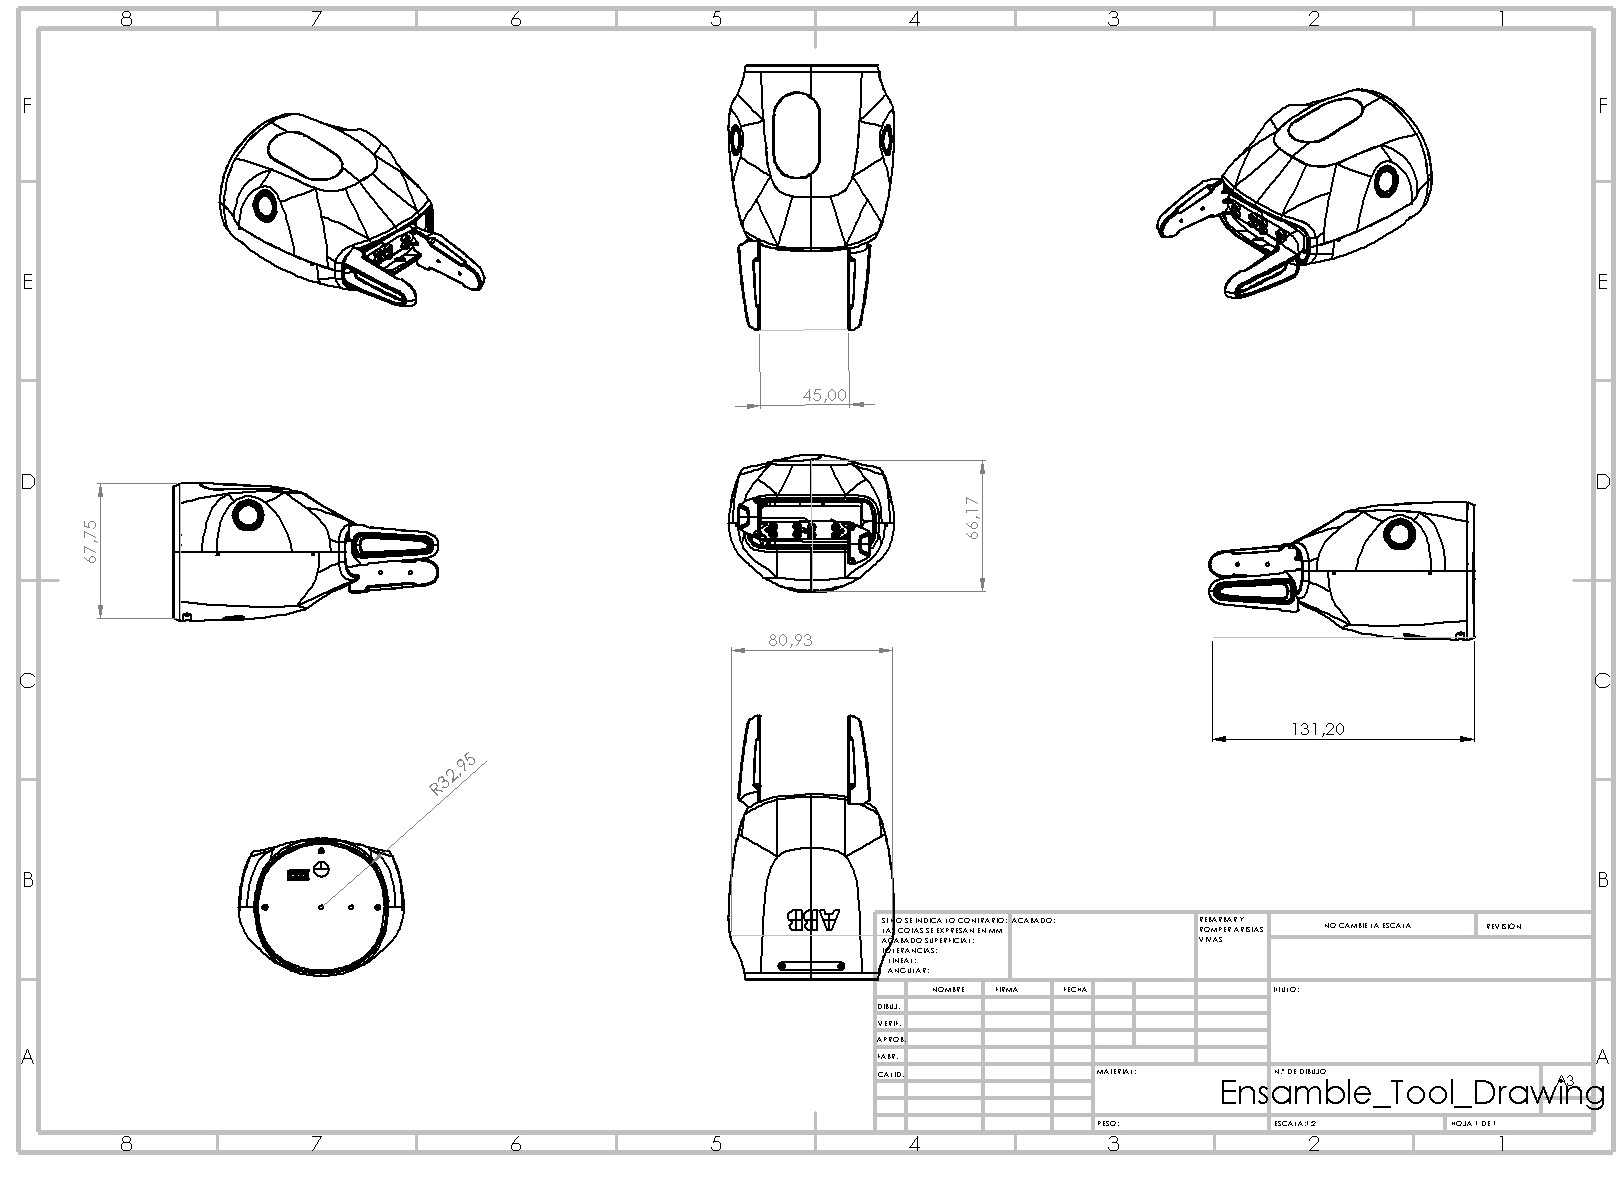 8 7 6 5 4 3 2 1
F F
E E
45,00
D D
67,75
66,17
80,93
C C
131,20
R32,95
B B
ABB
SI NO SE INDICA LO CONTRARIO: ACABADO:
LAS COTAS SE EXPRESAN EN MM
ACABADO SUPERFICIAL:
TOLERANCIAS:
LINEAL:
ANGULAR:
REBARBAR Y
ROMPER ARISTAS
VIVAS
NO CAMBIE LA ESCALA
REVISIÓN
NOMBRE FIRMA FECHA
TÍTULO:
DIBUJ.
VERIF.
APROB.
FABR.
CALID.
A A
MATERIAL:
N.º DE DIBUJO
A3
Ensamble_Tool_Drawing
PESO:
ESCALA:1:2
HOJA 1 DE 1
8 7 6 5 4 3 2 1